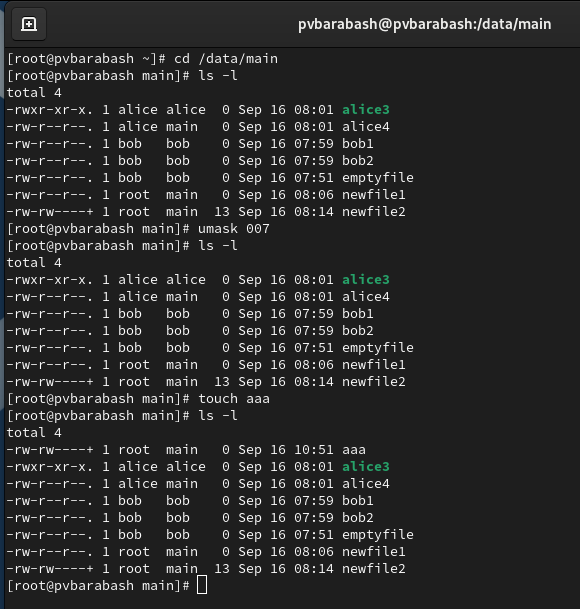 pvbarabash@pvbarabash:/data/main
[root@pvbarabash ~]# cd /data/main
[root@pvbarabash main]# ls -l
total 4
-rwxr-xr-x. 1 alice alice  0 Sep 16 08:01 alice3
-rw-r--r--. 1 alice main   0 Sep 16 08:01 alice4
-rw-r--r--. 1 bob   bob    0 Sep 16 07:59 bob1
-rw-r--r--. 1 bob   bob    0 Sep 16 07:59 bob2
-rw-r--r--. 1 bob   bob    0 Sep 16 07:51 emptyfile
-rw-r--r--. 1 root  main   0 Sep 16 08:06 newfile1
-rw-rw----+ 1 root  main  13 Sep 16 08:14 newfile2
[root@pvbarabash main]# umask 007
[root@pvbarabash main]# ls -l
total 4
-rwxr-xr-x. 1 alice alice  0 Sep 16 08:01 alice3
-rw-r--r--. 1 alice main   0 Sep 16 08:01 alice4
-rw-r--r--. 1 bob   bob    0 Sep 16 07:59 bob1
-rw-r--r--. 1 bob   bob    0 Sep 16 07:59 bob2
-rw-r--r--. 1 bob   bob    0 Sep 16 07:51 emptyfile
-rw-r--r--. 1 root  main   0 Sep 16 08:06 newfile1
-rw-rw----+ 1 root  main  13 Sep 16 08:14 newfile2
[root@pvbarabash main]# touch aaa
[root@pvbarabash main]# ls -l
total 4
-rw-rw----+ 1 root  main   0 Sep 16 10:51 aaa
-rwxr-xr-x. 1 alice alice  0 Sep 16 08:01 alice3
-rw-r--r--. 1 alice main   0 Sep 16 08:01 alice4
-rw-r--r--. 1 bob   bob    0 Sep 16 07:59 bob1
-rw-r--r--. 1 bob   bob    0 Sep 16 07:59 bob2
-rw-r--r--. 1 bob   bob    0 Sep 16 07:51 emptyfile
-rw-r--r--. 1 root  main   0 Sep 16 08:06 newfile1
-rw-rw----+ 1 root  main  13 Sep 16 08:14 newfile2
[root@pvbarabash main]#